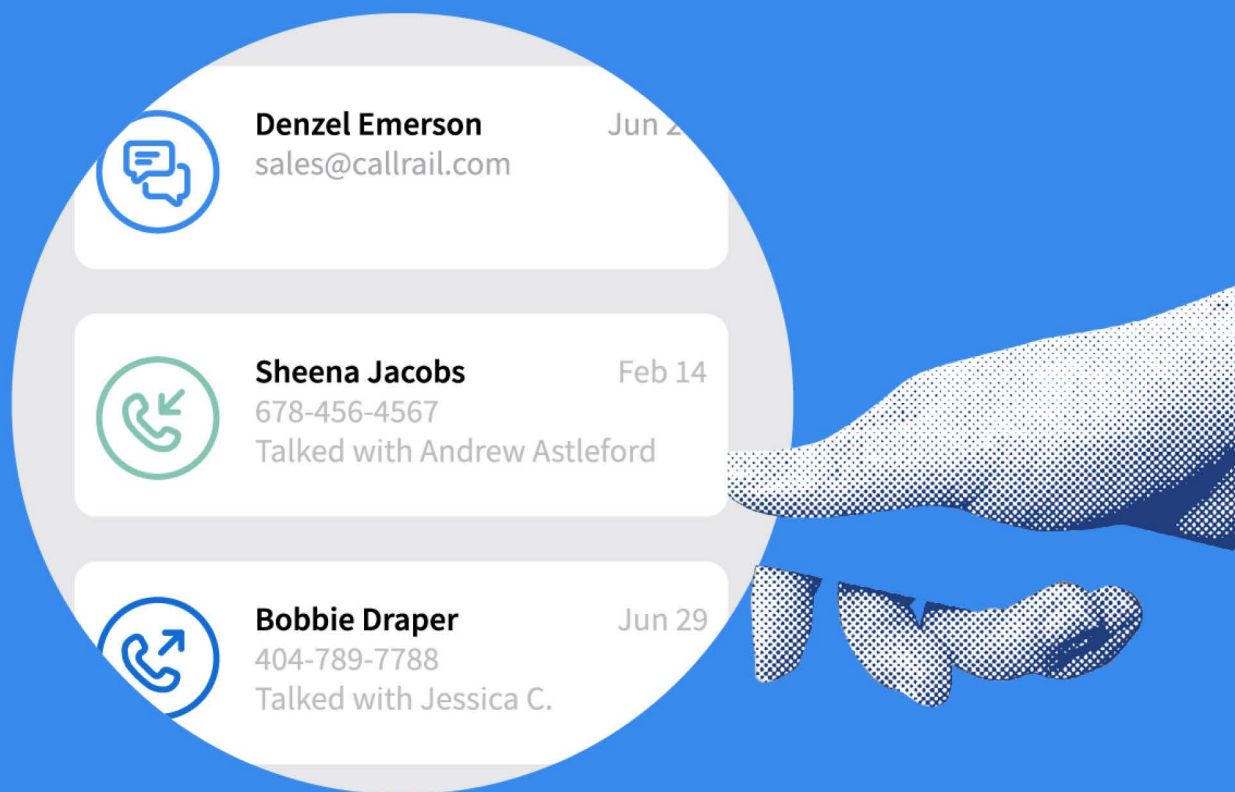 Denzel Emerson Jun
sales@callrail.com
Sheena Jacobs Feb 14
678-456-4567
Talked with Andrew Astleford
Bobbie Draper Jun 29
404-789-7788
Talked with Jessica C.